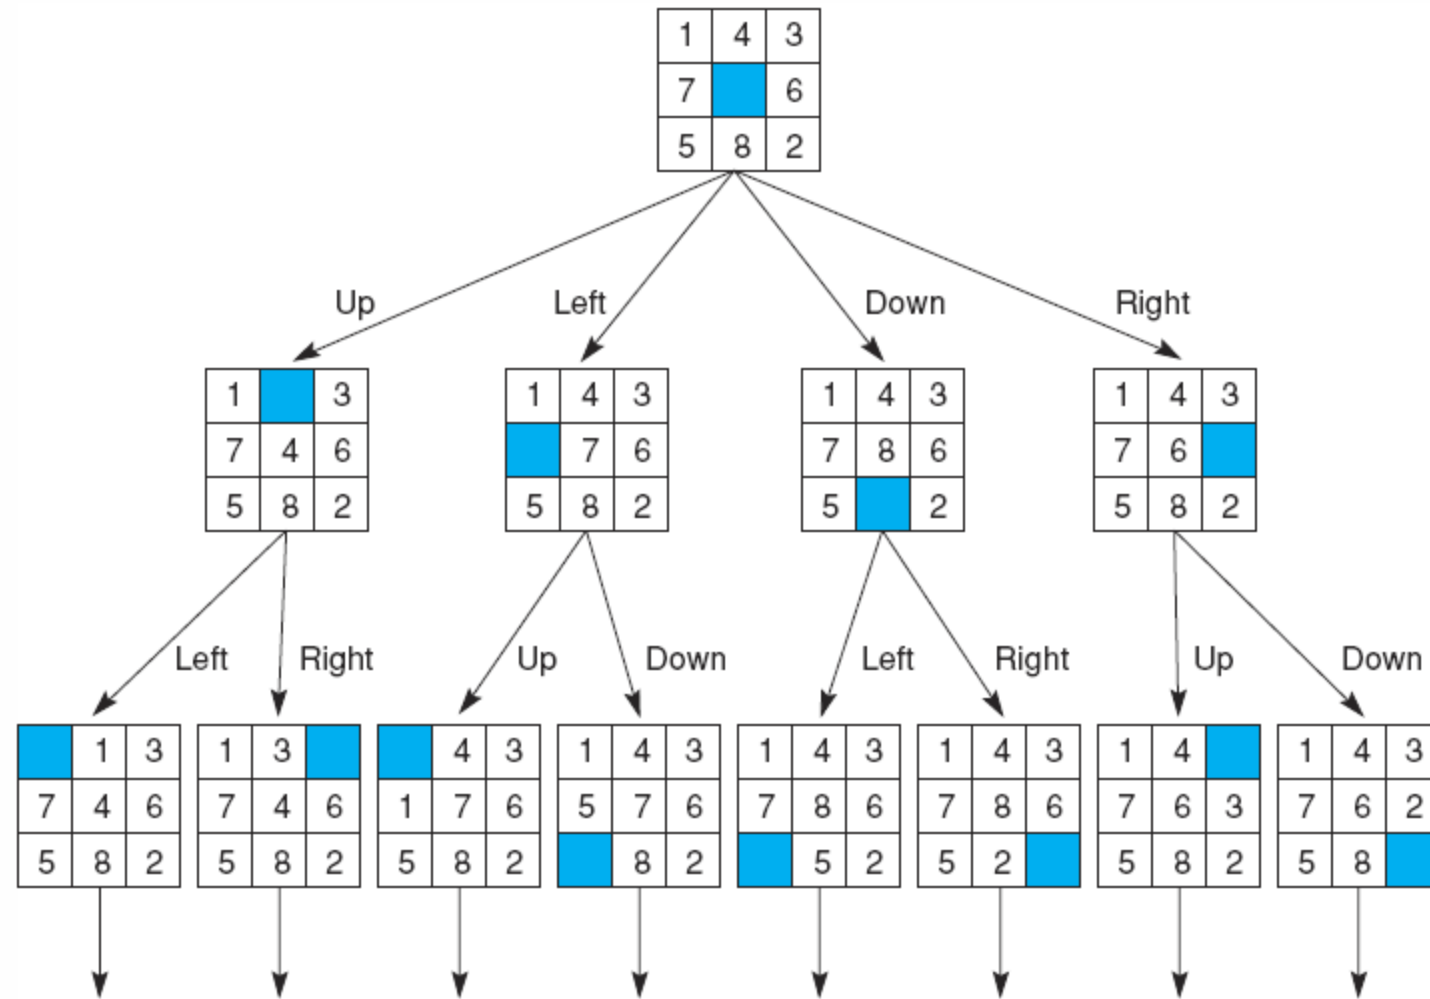 1 4 3
7 6
5 8 2
Up Left Down Right
1 3 1 4 3 1 4 3 1 4 3
7 4 6 7 6 7 8 6 7 6
5 8 2 5 8 2 5 2 5 8 2
Left Right Up Down Left Right Up Down
1 3 1 3 4 3 1 4 3 1 4 3 1 4 3 1 4 1 4 3
7 4 6 7 4 6 1 7 6 5 7 6 7 8 6 7 8 6 7 6 3 7 6 2
5 8 2 5 8 2 5 8 2 8 2 5 2 5 2 5 8 2 5 8